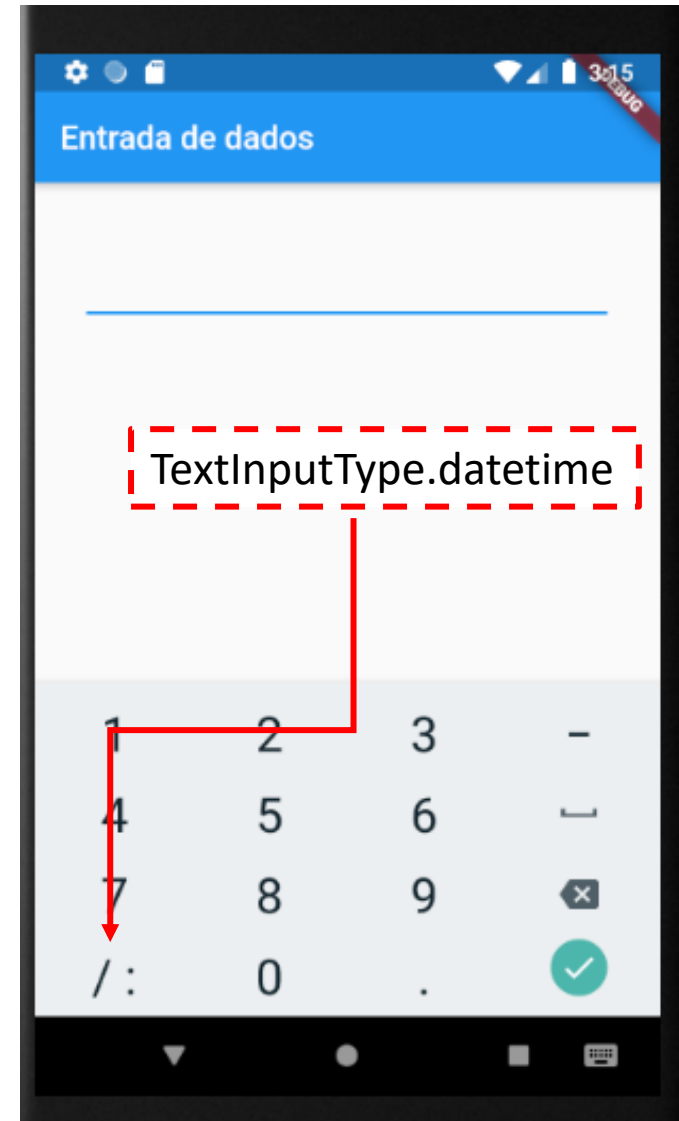 3:15
DEBUG
Entrada de dados
TextInputType.datetime
1 2 3 -
4 5 6
7 8 9
/ : 0 .